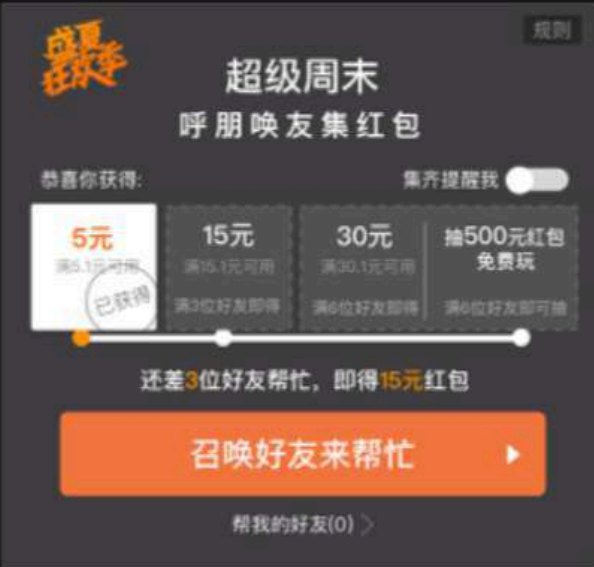 盛夏
狂欢季
规则
超级周末
呼朋唤友集红包
恭喜你获得:
集齐提醒我
5元
满5.1元可用
已获得
15元
满15.1元可用
满3位好友即得
30元
满30.1元可用
满6位好友即得
抽500元红包
免费玩
满6位好友即可抽
还差3位好友帮忙，即得15元红包
召唤好友来帮忙
帮我的好友(0)